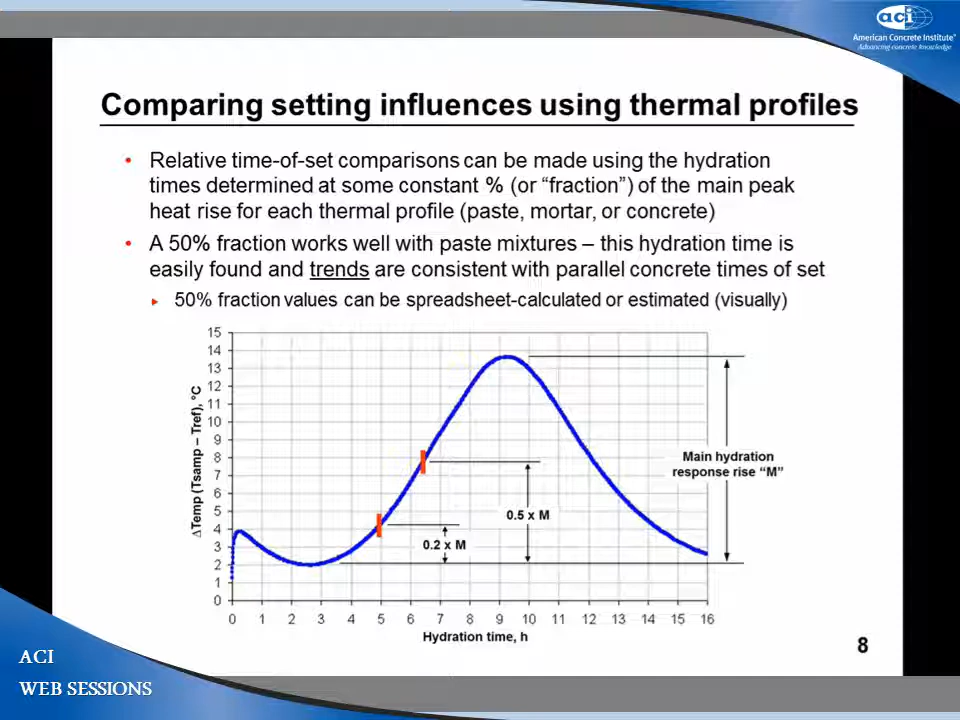 aci
American Concrete Institute®
Advancing concrete knowledge
Comparing setting influences using thermal profiles
• Relative time-of-set comparisons can be made using the hydration
times determined at some constant % (or “fraction”) of the main peak
heat rise for each thermal profile (paste, mortar, or concrete)
• A 50% fraction works well with paste mixtures – this hydration time is
easily found and trends are consistent with parallel concrete times of set
50% fraction values can be spreadsheet-calculated or estimated (visually)
ΔTemp (Tsamp – Tref), °C
15
14
13
12
11
10
9
8
7
6
5
4
3
2
1
0
Main hydration
response rise “M”
0.5 x M
0.2 x M
0 1 2 3 4 5 6 7 8 9 10 11 12 13 14 15 16
Hydration time, h
8
ACI
WEB SESSIONS